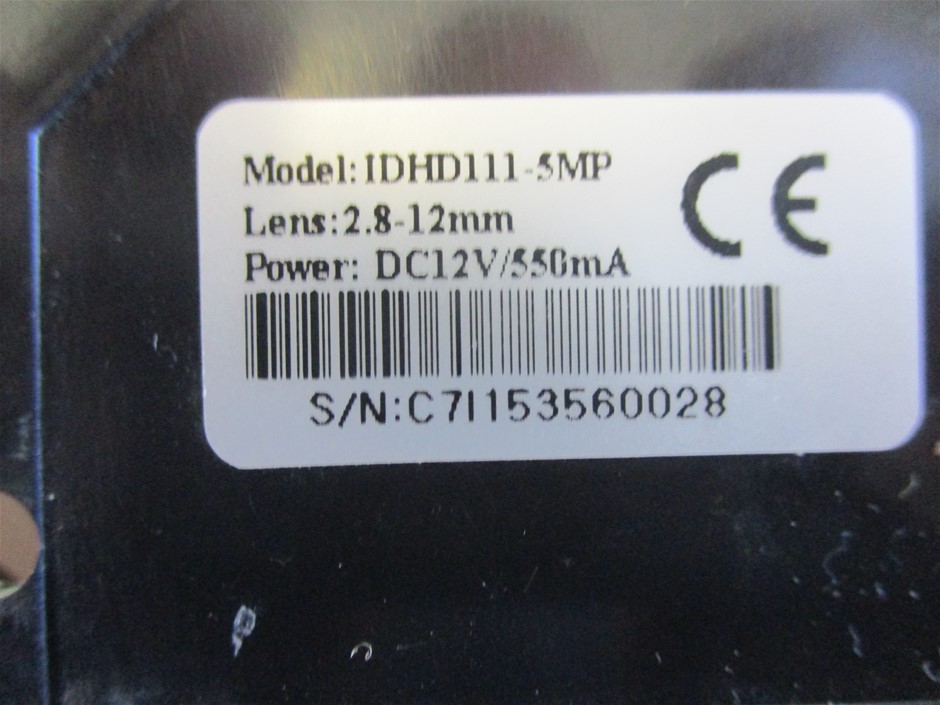 Model: IDHD111-5MP
Lens:2.8-12mm
Power: DC12V/550mA
CE
S/N:C7I153560028